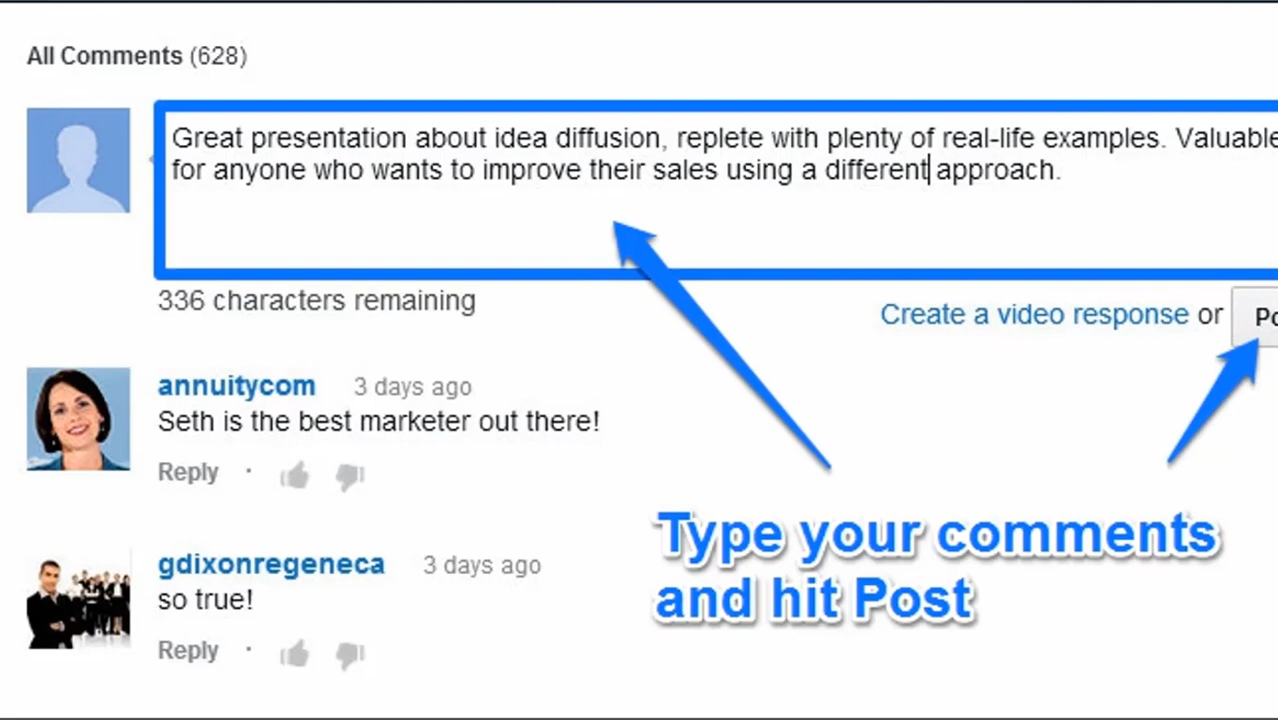 All Comments (628)
Great presentation about idea diffusion, replete with plenty of real-life examples. Valuable
for anyone who wants to improve their sales using a different approach.
336 characters remaining
Create a video response or
annuitycom 3 days ago
Seth is the best marketer out there!
Reply ·
Type your comments
and hit Post
gdixonregeneca 3 days ago
so true!
Reply ·